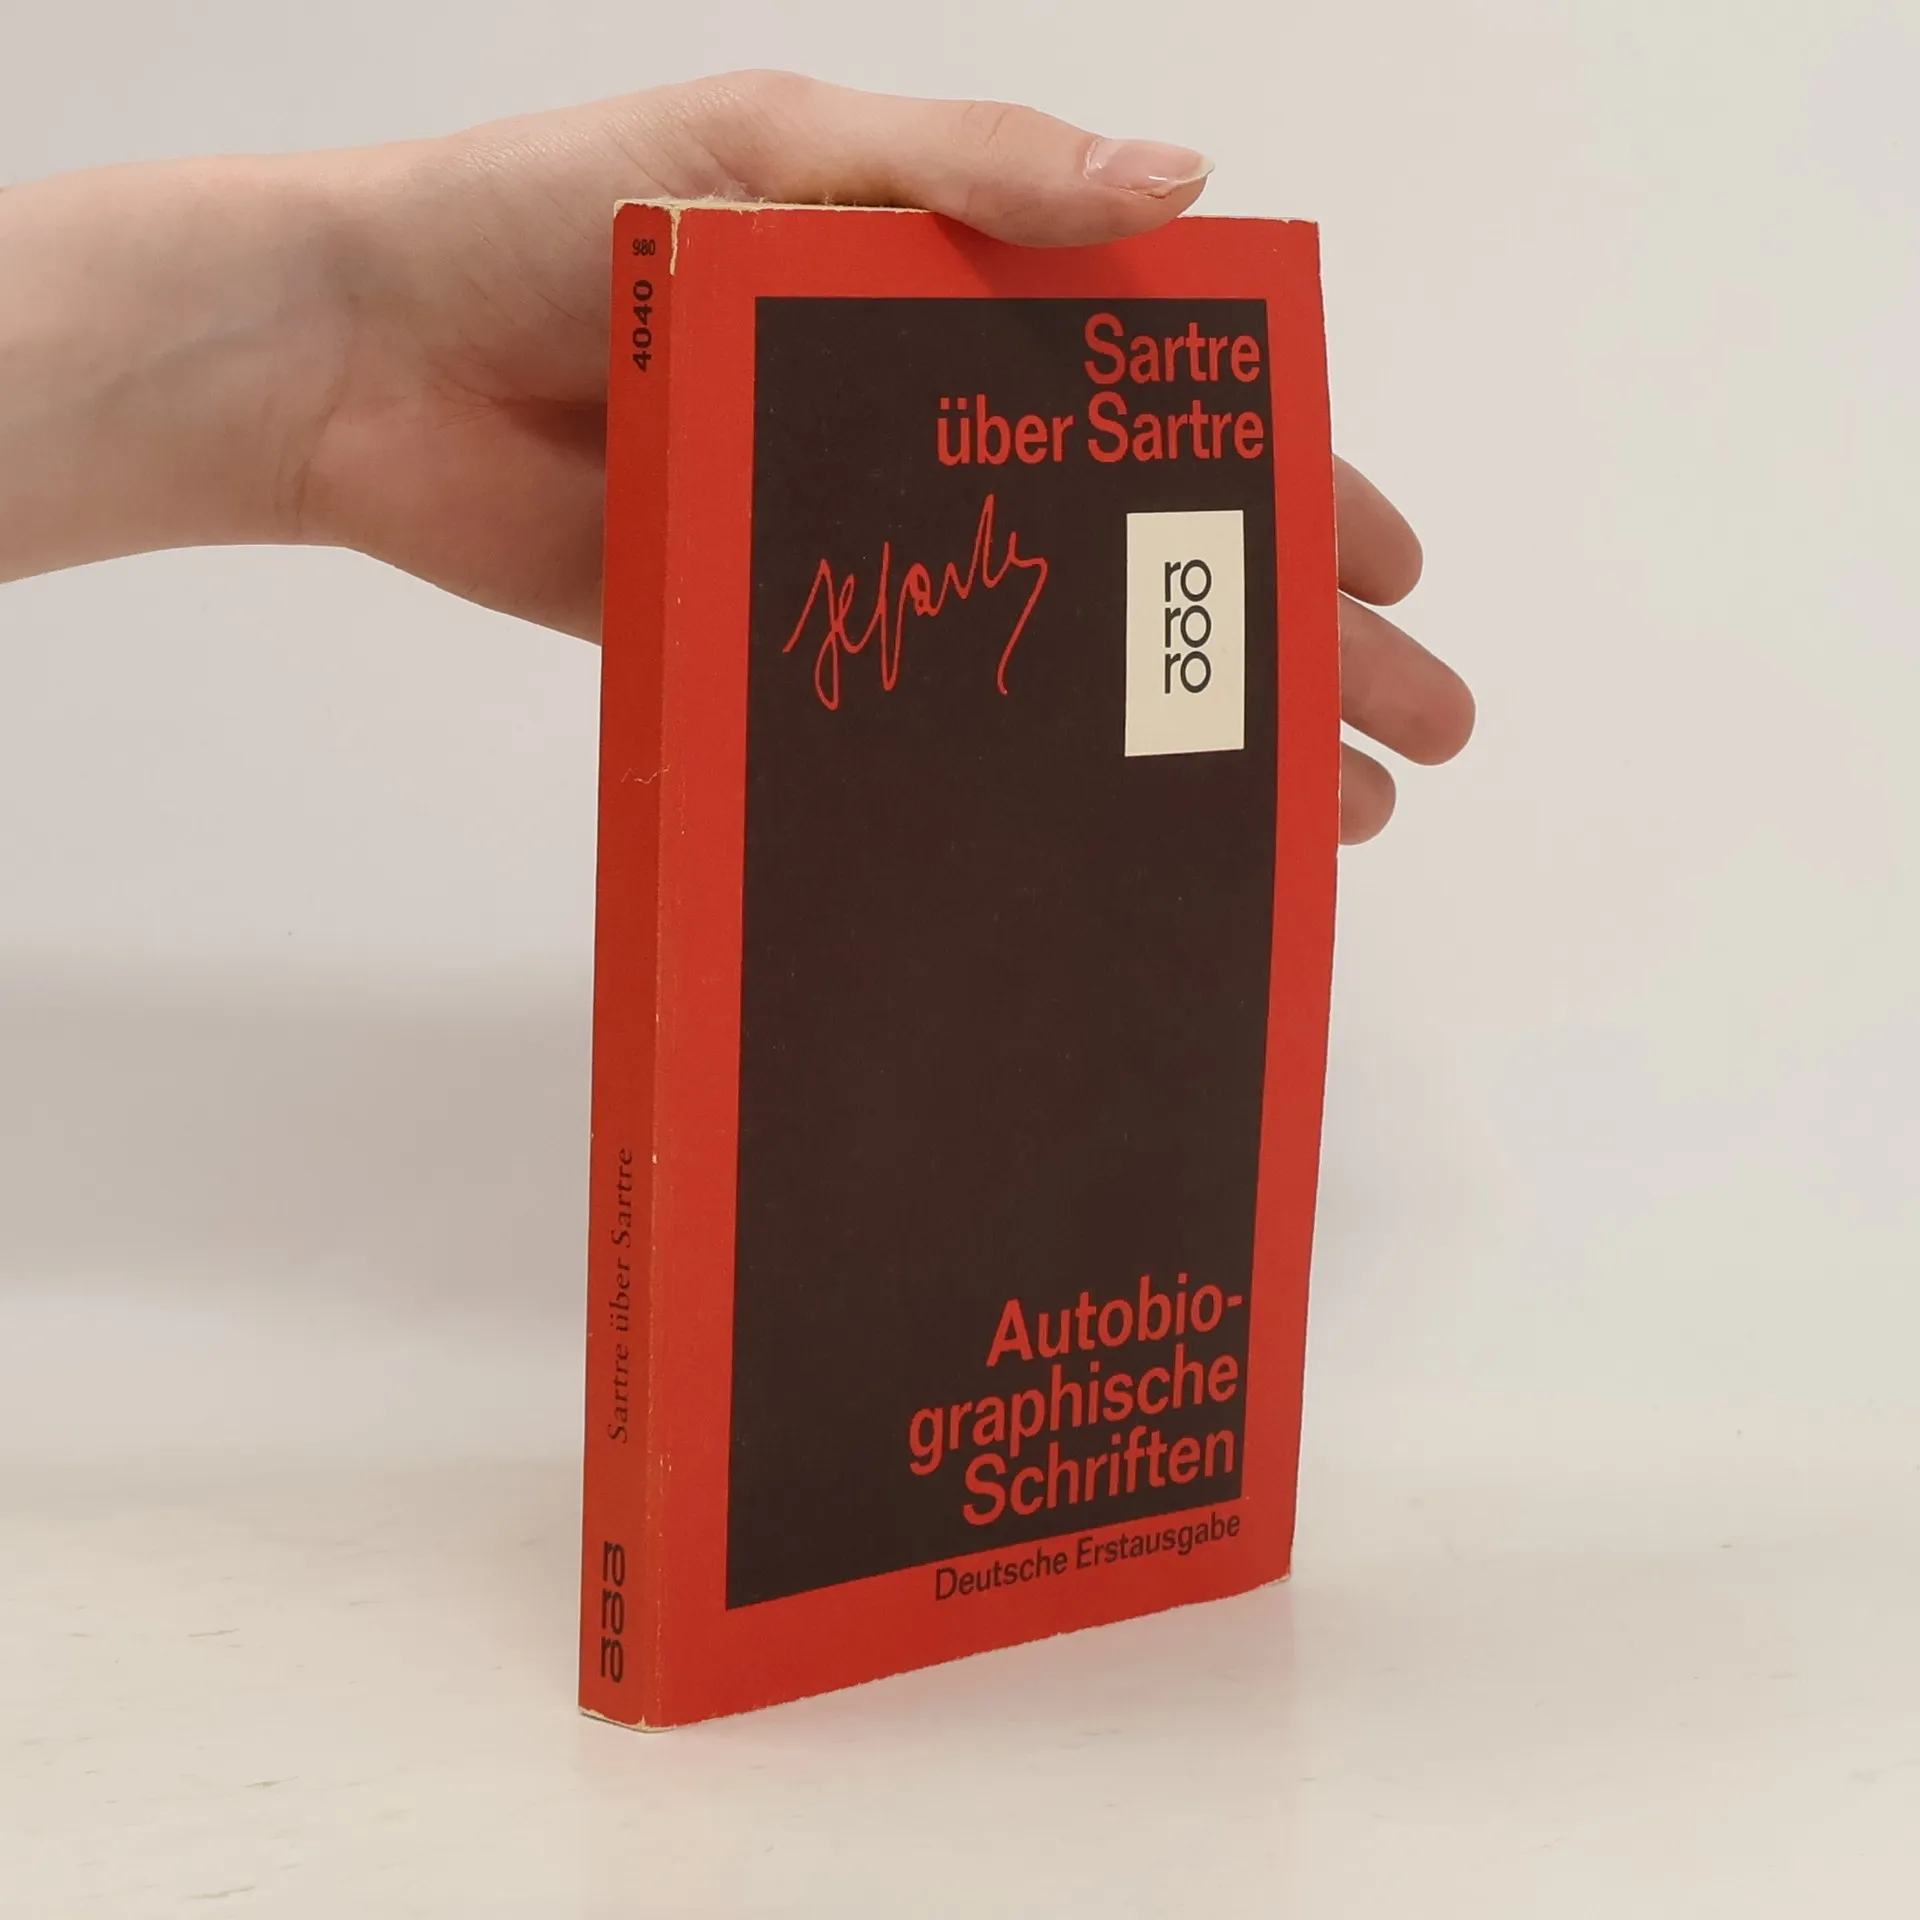 980
4040
Sartre über Sartre
ro
ro
ro
Sartre
über Sartre
JPSartre
ro
ro
ro
Autobio-
graphische
Schriften
Deutsche Erstausgabe